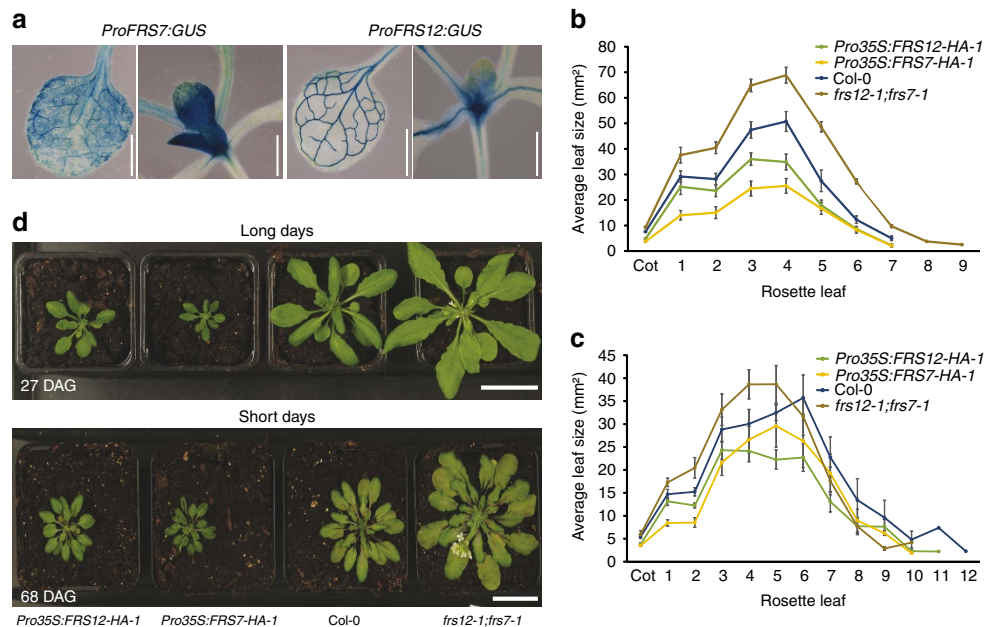 a
ProFRS7:GUS
ProFRS12:GUS
b
Average leaf size (mm²)
80
70
60
50
40
30
20
10
0
Cot 1 2 3 4 5 6 7 8 9
Rosette leaf
Pro35S:FRS12-HA-1
Pro35S:FRS7-HA-1
Col-0
frs12-1;frs7-1
d
Long days
27 DAG
Short days
68 DAG
Pro35S:FRS12-HA-1 Pro35S:FRS7-HA-1 Col-0 frs12-1;frs7-1
c
Average leaf size (mm²)
45
40
35
30
25
20
15
10
5
0
Cot 1 2 3 4 5 6 7 8 9 10 11 12
Rosette leaf
Pro35S:FRS12-HA-1
Pro35S:FRS7-HA-1
Col-0
frs12-1;frs7-1